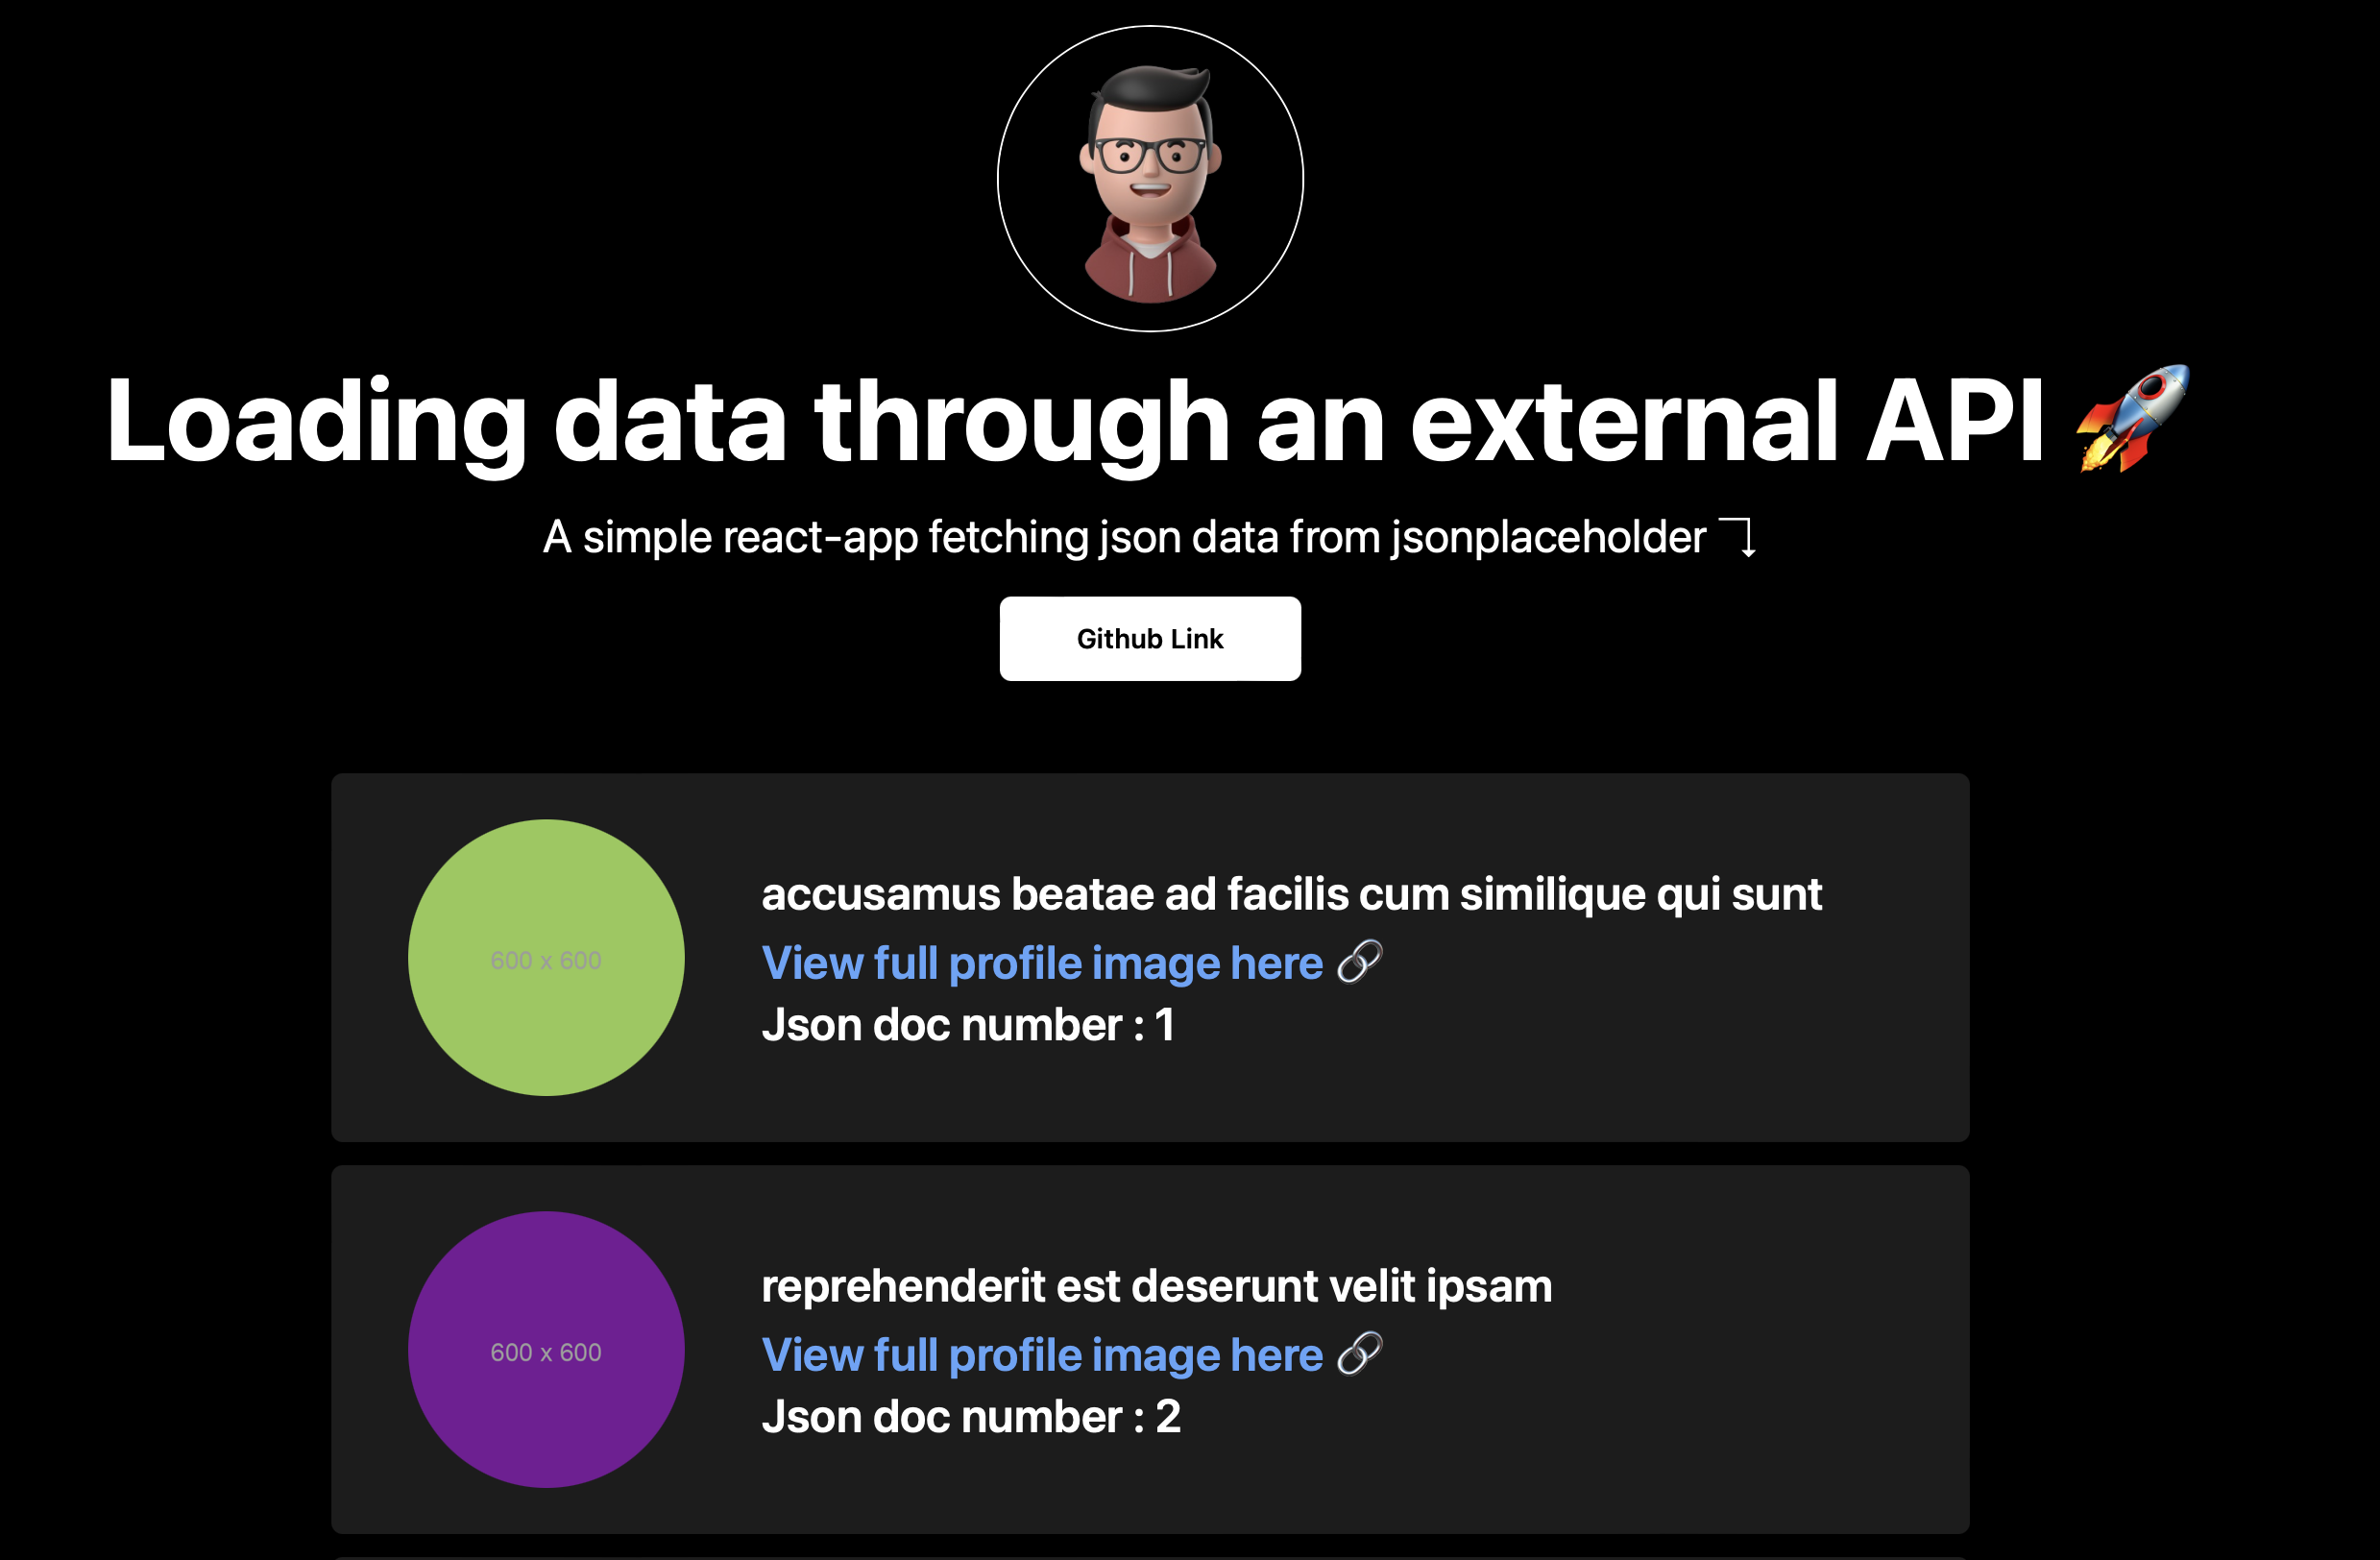 Loading data through an external API 🚀
A simple react-app fetching json data from jsonplaceholder ⮧
Github Link
600 x 600
accusamus beatae ad facilis cum similique qui sunt
View full profile image here 🔗
Json doc number : 1
600 x 600
reprehenderit est deserunt velit ipsam
View full profile image here 🔗
Json doc number : 2